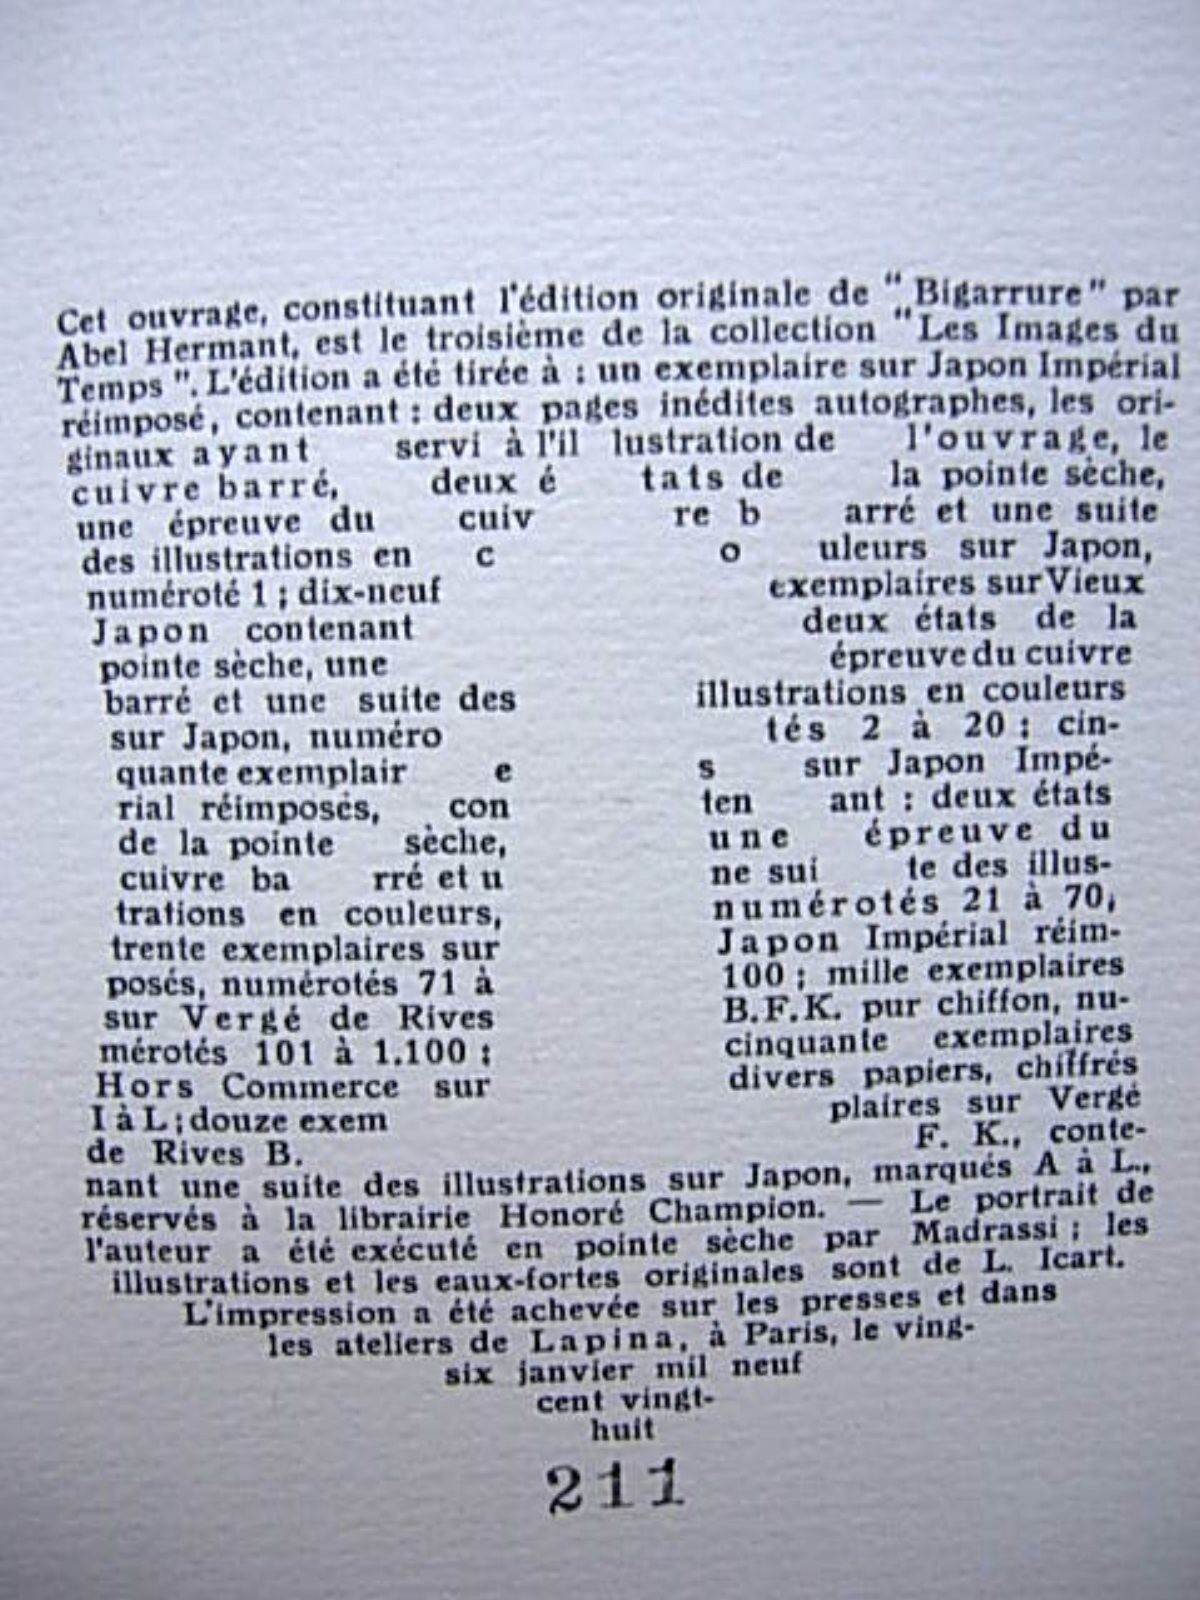 Cet ouvrage, constituant l'édition originale de "Bigarrure" par
Abel Hermant, est le troisième de la collection "Les Images du
Temps". L'édition a été tirée à : un exemplaire sur Japon Impérial
réimposé, contenant : deux pages inédites autographes, les ori-
ginaux ayant servi à l'il lustration de l'ouvrage, le
cuivre barré, deux é tats de la pointe sèche,
une épreuve du cuiv re b arré et une suite
des illustrations en c o uleurs sur Japon,
numéroté 1 ; dix-neuf exemplaires sur Vieux
Japon contenant deux états de la
pointe sèche, une épreuve du cuivre
barré et une suite des illustrations en couleurs
sur Japon, numéro tés 2 à 20 ; cin-
quante exemplair e s sur Japon Impé-
rial réimposés, con ten ant : deux états
de la pointe sèche, une épreuve du
cuivre ba rré et u ne sui te des illus-
trations en couleurs, numérotés 21 à 70,
trente exemplaires sur Japon Impérial réim-
posés, numérotés 71 à 100 ; mille exemplaires
sur Vergé de Rives B.F.K. pur chiffon, nu-
mérotés 101 à 1.100 ; cinquante exemplaires
Hors Commerce sur divers papiers, chiffrés
I à L ; douze exem plaires sur Vergé
de Rives B. F. K., conte-
nant une suite des illustrations sur Japon, marqués A à L.,
réservés à la librairie Honoré Champion. — Le portrait de
l'auteur a été exécuté en pointe sèche par Madrassi ; les
illustrations et les eaux-fortes originales sont de L. Icart.
L'impression a été achevée sur les presses et dans
les ateliers de Lapina, à Paris, le ving-
six janvier mil neuf
cent vingt-
huit
211